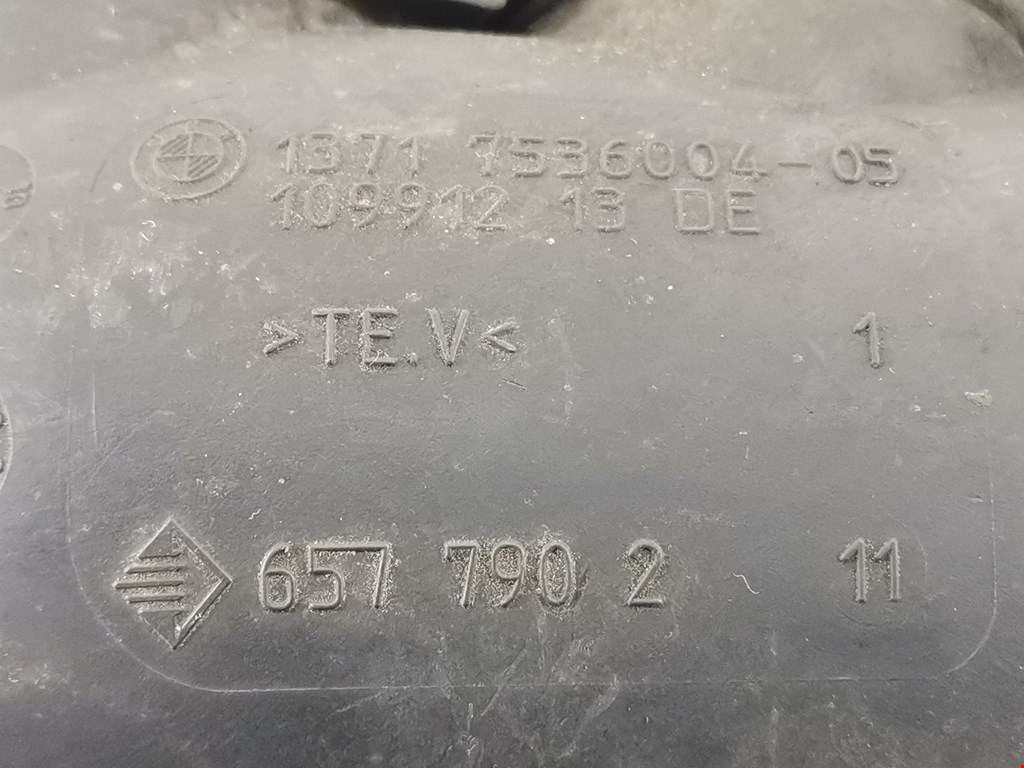 1371 7536004-05
109912 13 DE
>TE.V< 1
657 790 2 11